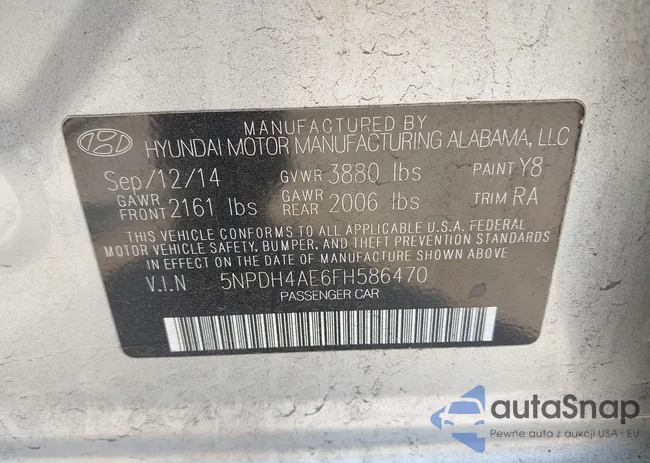 MANUFACTURED BY
HYUNDAI MOTOR MANUFACTURING ALABAMA, LLC
Sep/12/14 GVWR 3880 lbs PAINT Y8
GAWR FRONT 2161 lbs GAWR REAR 2006 lbs TRIM RA
THIS VEHICLE CONFORMS TO ALL APPLICABLE U.S.A. FEDERAL
MOTOR VEHICLE SAFETY, BUMPER, AND THEFT PREVENTION STANDARDS
IN EFFECT ON THE DATE OF MANUFACTURE SHOWN ABOVE
V.I.N 5NPDH4AE6FH586470
PASSENGER CAR
autaSnap
Pewne auta z aukcji USA i EU